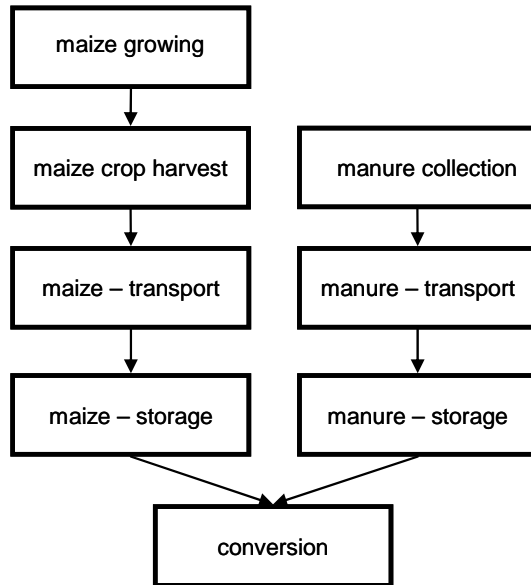 maize growing
maize crop harvest
manure collection
maize – transport
manure – transport
maize – storage
manure – storage
conversion